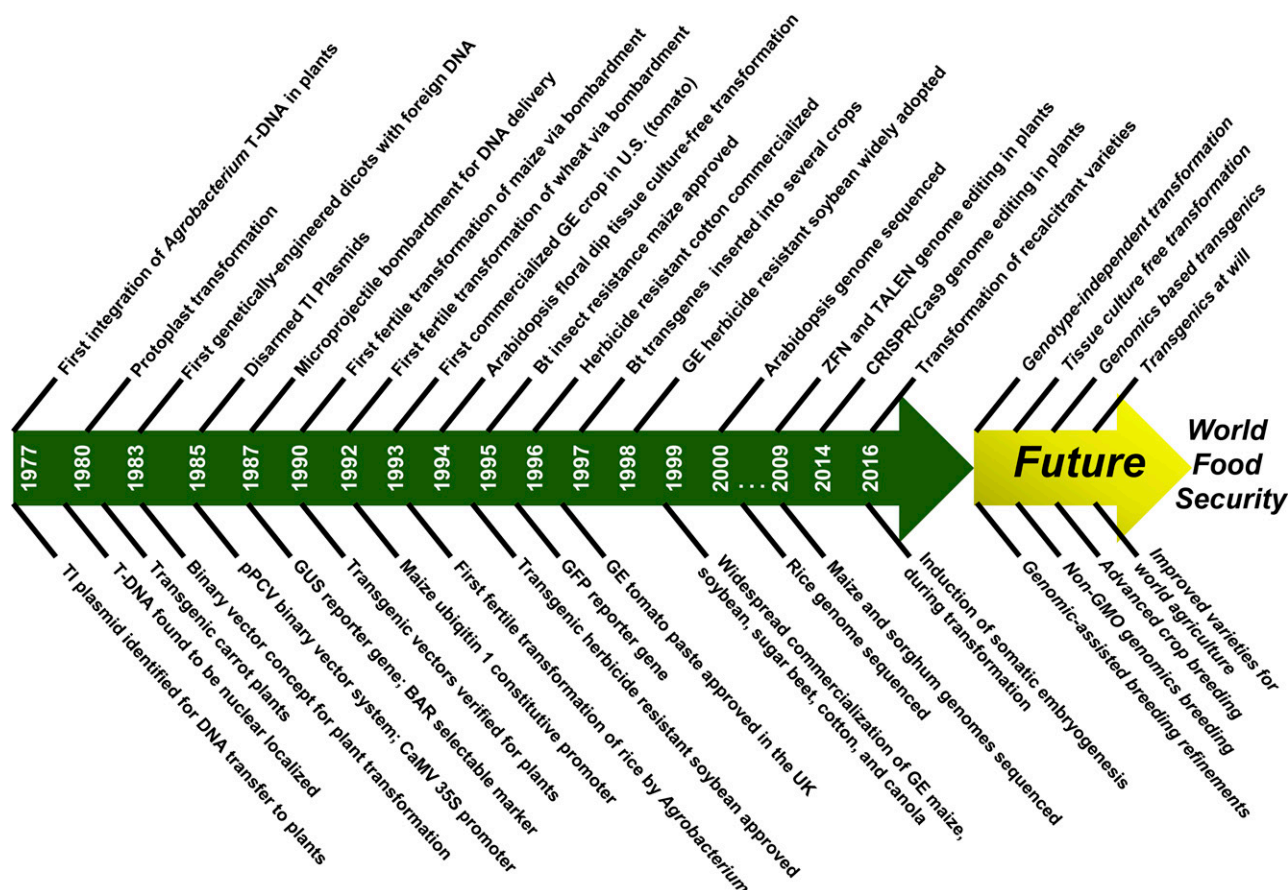 First integration of Agrobacterium T-DNA in plants
Protoplast transformation
First genetically-engineered dicots with foreign DNA
Disarmed TI Plasmids
Microprojectile bombardment for DNA delivery
First fertile transformation of maize via bombardment
First fertile transformation of wheat via bombardment
First commercialized GE crop in U.S. (tomato)
Arabidopsis floral dip tissue culture-free transformation
Bt insect resistance maize approved
Herbicide resistant cotton commercialized
Bt transgenes inserted into several crops
GE herbicide resistant soybean widely adopted
Arabidopsis genome sequenced
ZFN and TALEN genome editing in plants
CRISPR/Cas9 genome editing in plants
Transformation of recalcitrant varieties
Genotype-independent transformation
Tissue culture free transformation
Genomics based transgenics
Transgenics at will
1977
1980
1983
1985
1987
1990
1992
1993
1994
1995
1996
1997
1998
1999
2000
...
2009
2014
2016
Future
World
Food
Security
TI plasmid identified for DNA transfer to plants
T-DNA found to be nuclear localized
Transgenic carrot plants
Binary vector concept for plant transformation
pPCV binary vector system; CaMV 35S promoter
GUS reporter gene; BAR selectable marker
Transgenic vectors verified for plants
Maize ubiqitin 1 constitutive promoter
First fertile transformation of rice by Agrobacterium
Transgenic herbicide resistant soybean approved
GFP reporter gene
GE tomato paste approved in the UK
Widespread commercialization of GE maize,
soybean, sugar beet, cotton, and canola
Rice genome sequenced
Maize and sorghum genomes sequenced
Induction of somatic embryogenesis
during transformation
Genomic-assisted breeding refinements
Non-GMO genomics breeding
Advanced crop breeding
Improved varieties for
world agriculture